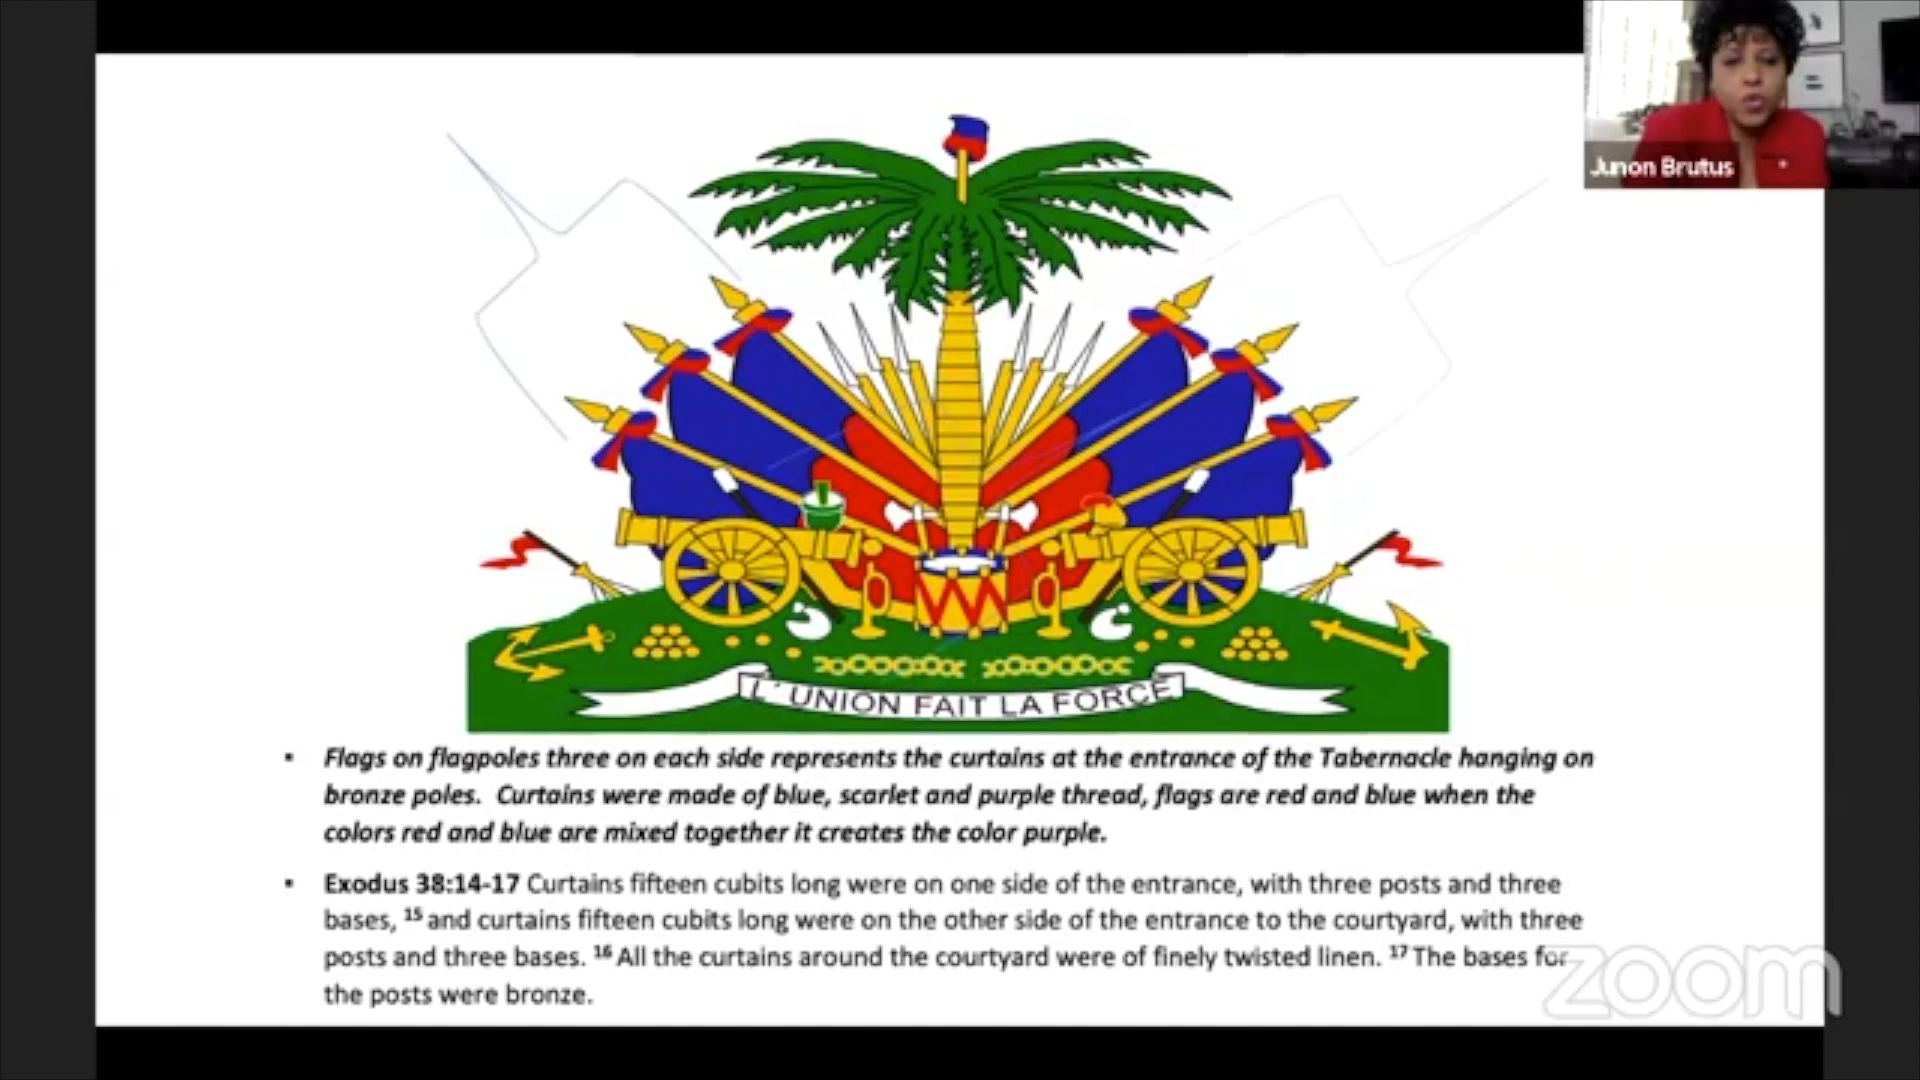 Junon Brutus
L' UNION FAIT LA FORCE
• Flags on flagpoles three on each side represents the curtains at the entrance of the Tabernacle hanging on
bronze poles.  Curtains were made of blue, scarlet and purple thread, flags are red and blue when the
colors red and blue are mixed together it creates the color purple.
• Exodus 38:14-17 Curtains fifteen cubits long were on one side of the entrance, with three posts and three
bases, 15 and curtains fifteen cubits long were on the other side of the entrance to the courtyard, with three
posts and three bases. 16 All the curtains around the courtyard were of finely twisted linen. 17 The bases for
the posts were bronze.
zoom